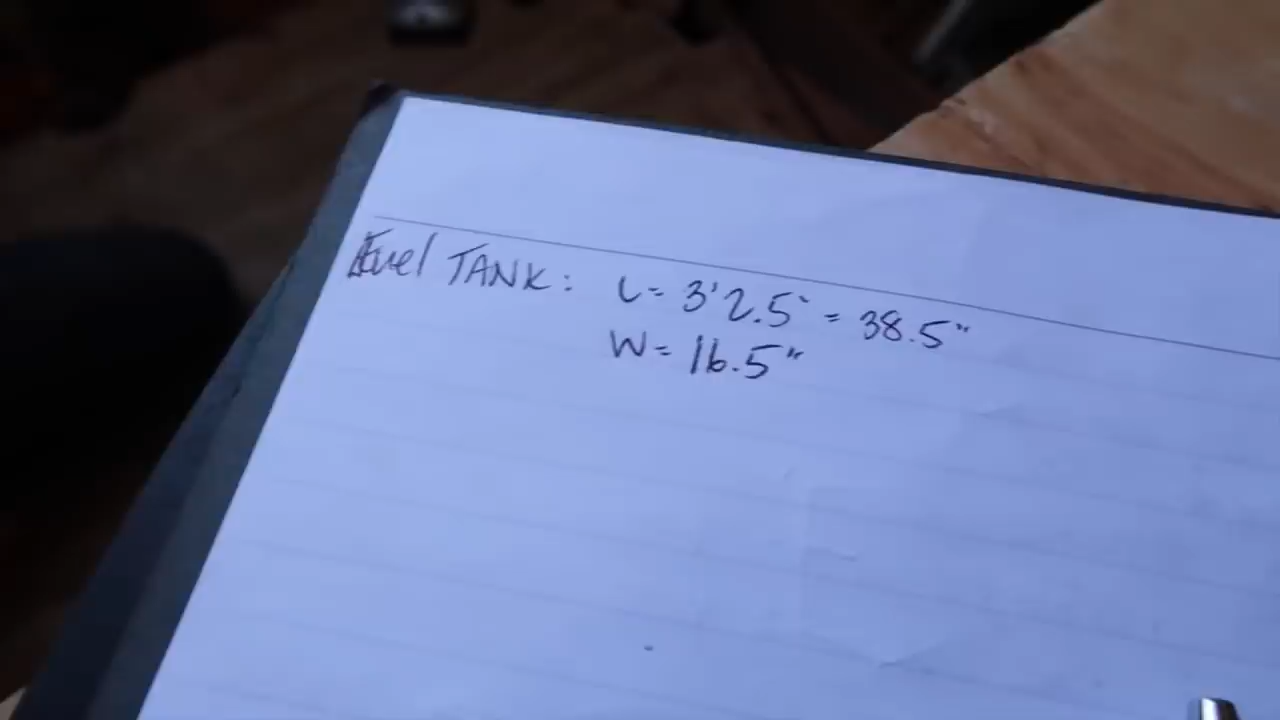 Fuel TANK: L= 3'2.5" = 38.5"
W= 16.5"